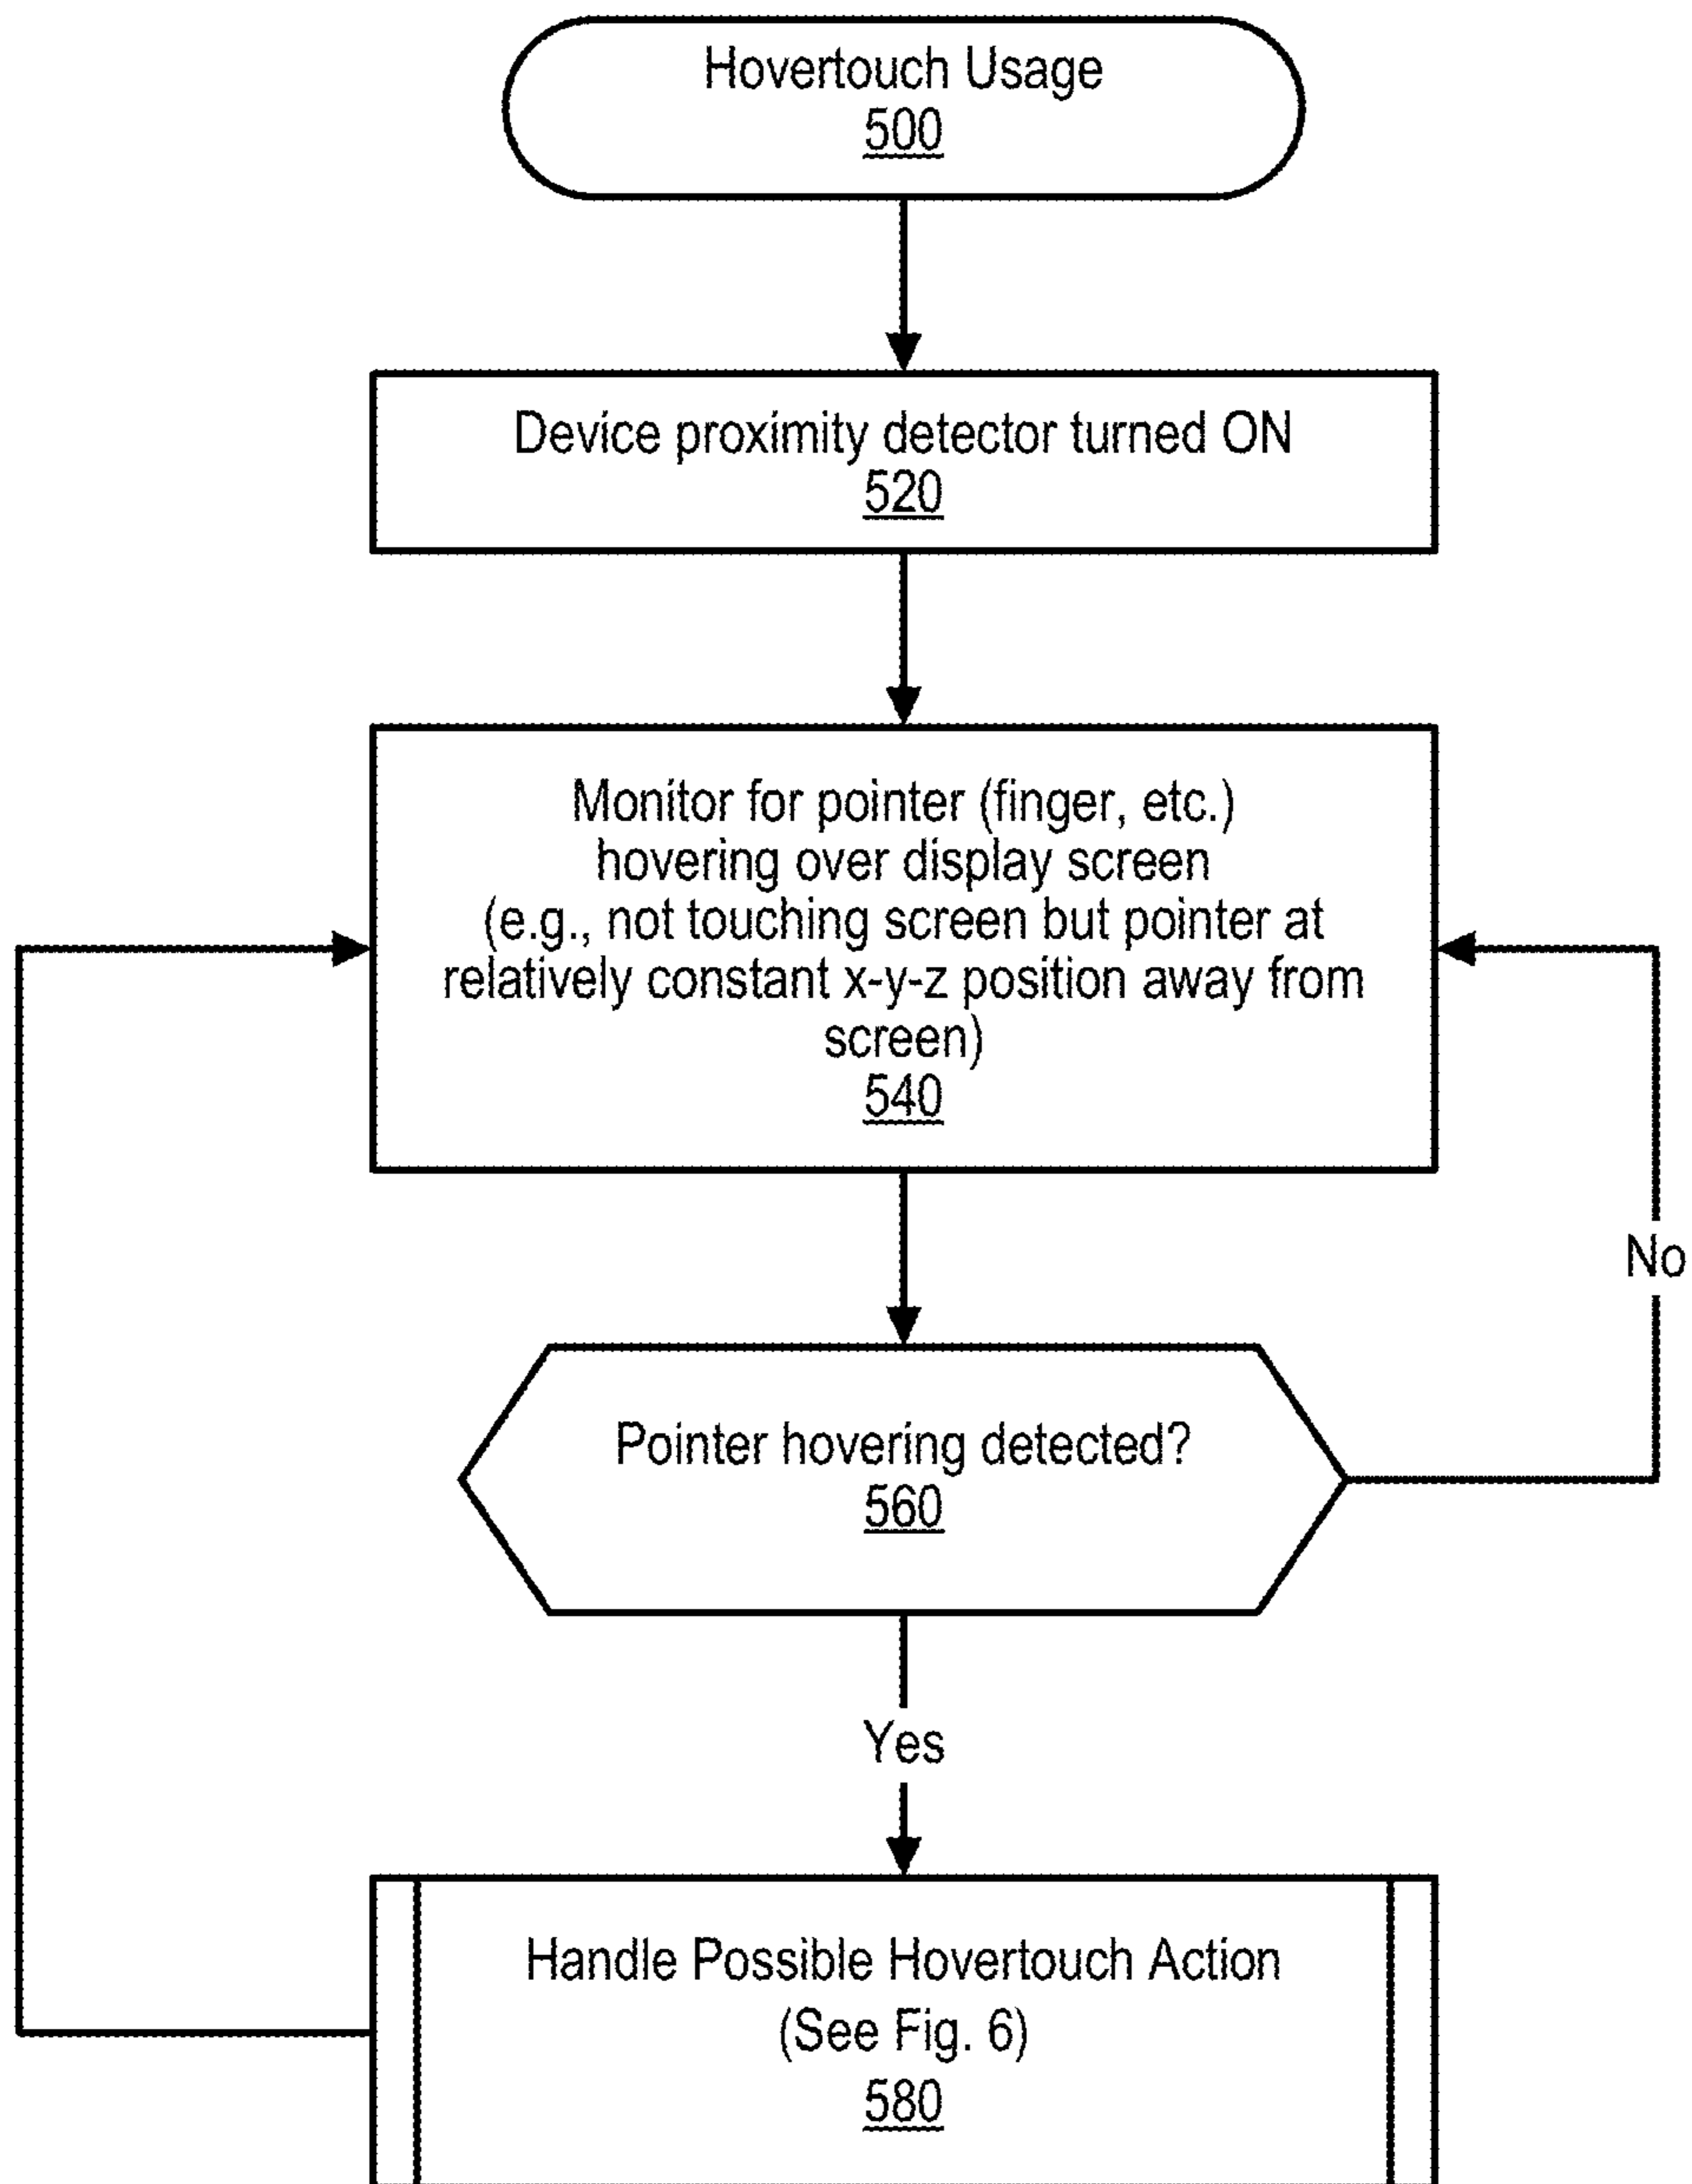 Hovertouch Usage
500
Device proximity detector turned ON
520
Monitor for pointer (finger, etc.)
hovering over display screen
(e.g., not touching screen but pointer at
relatively constant x-y-z position away from
screen)
540
No
Pointer hovering detected?
560
Yes
Handle Possible Hovertouch Action
(See Fig. 6)
580